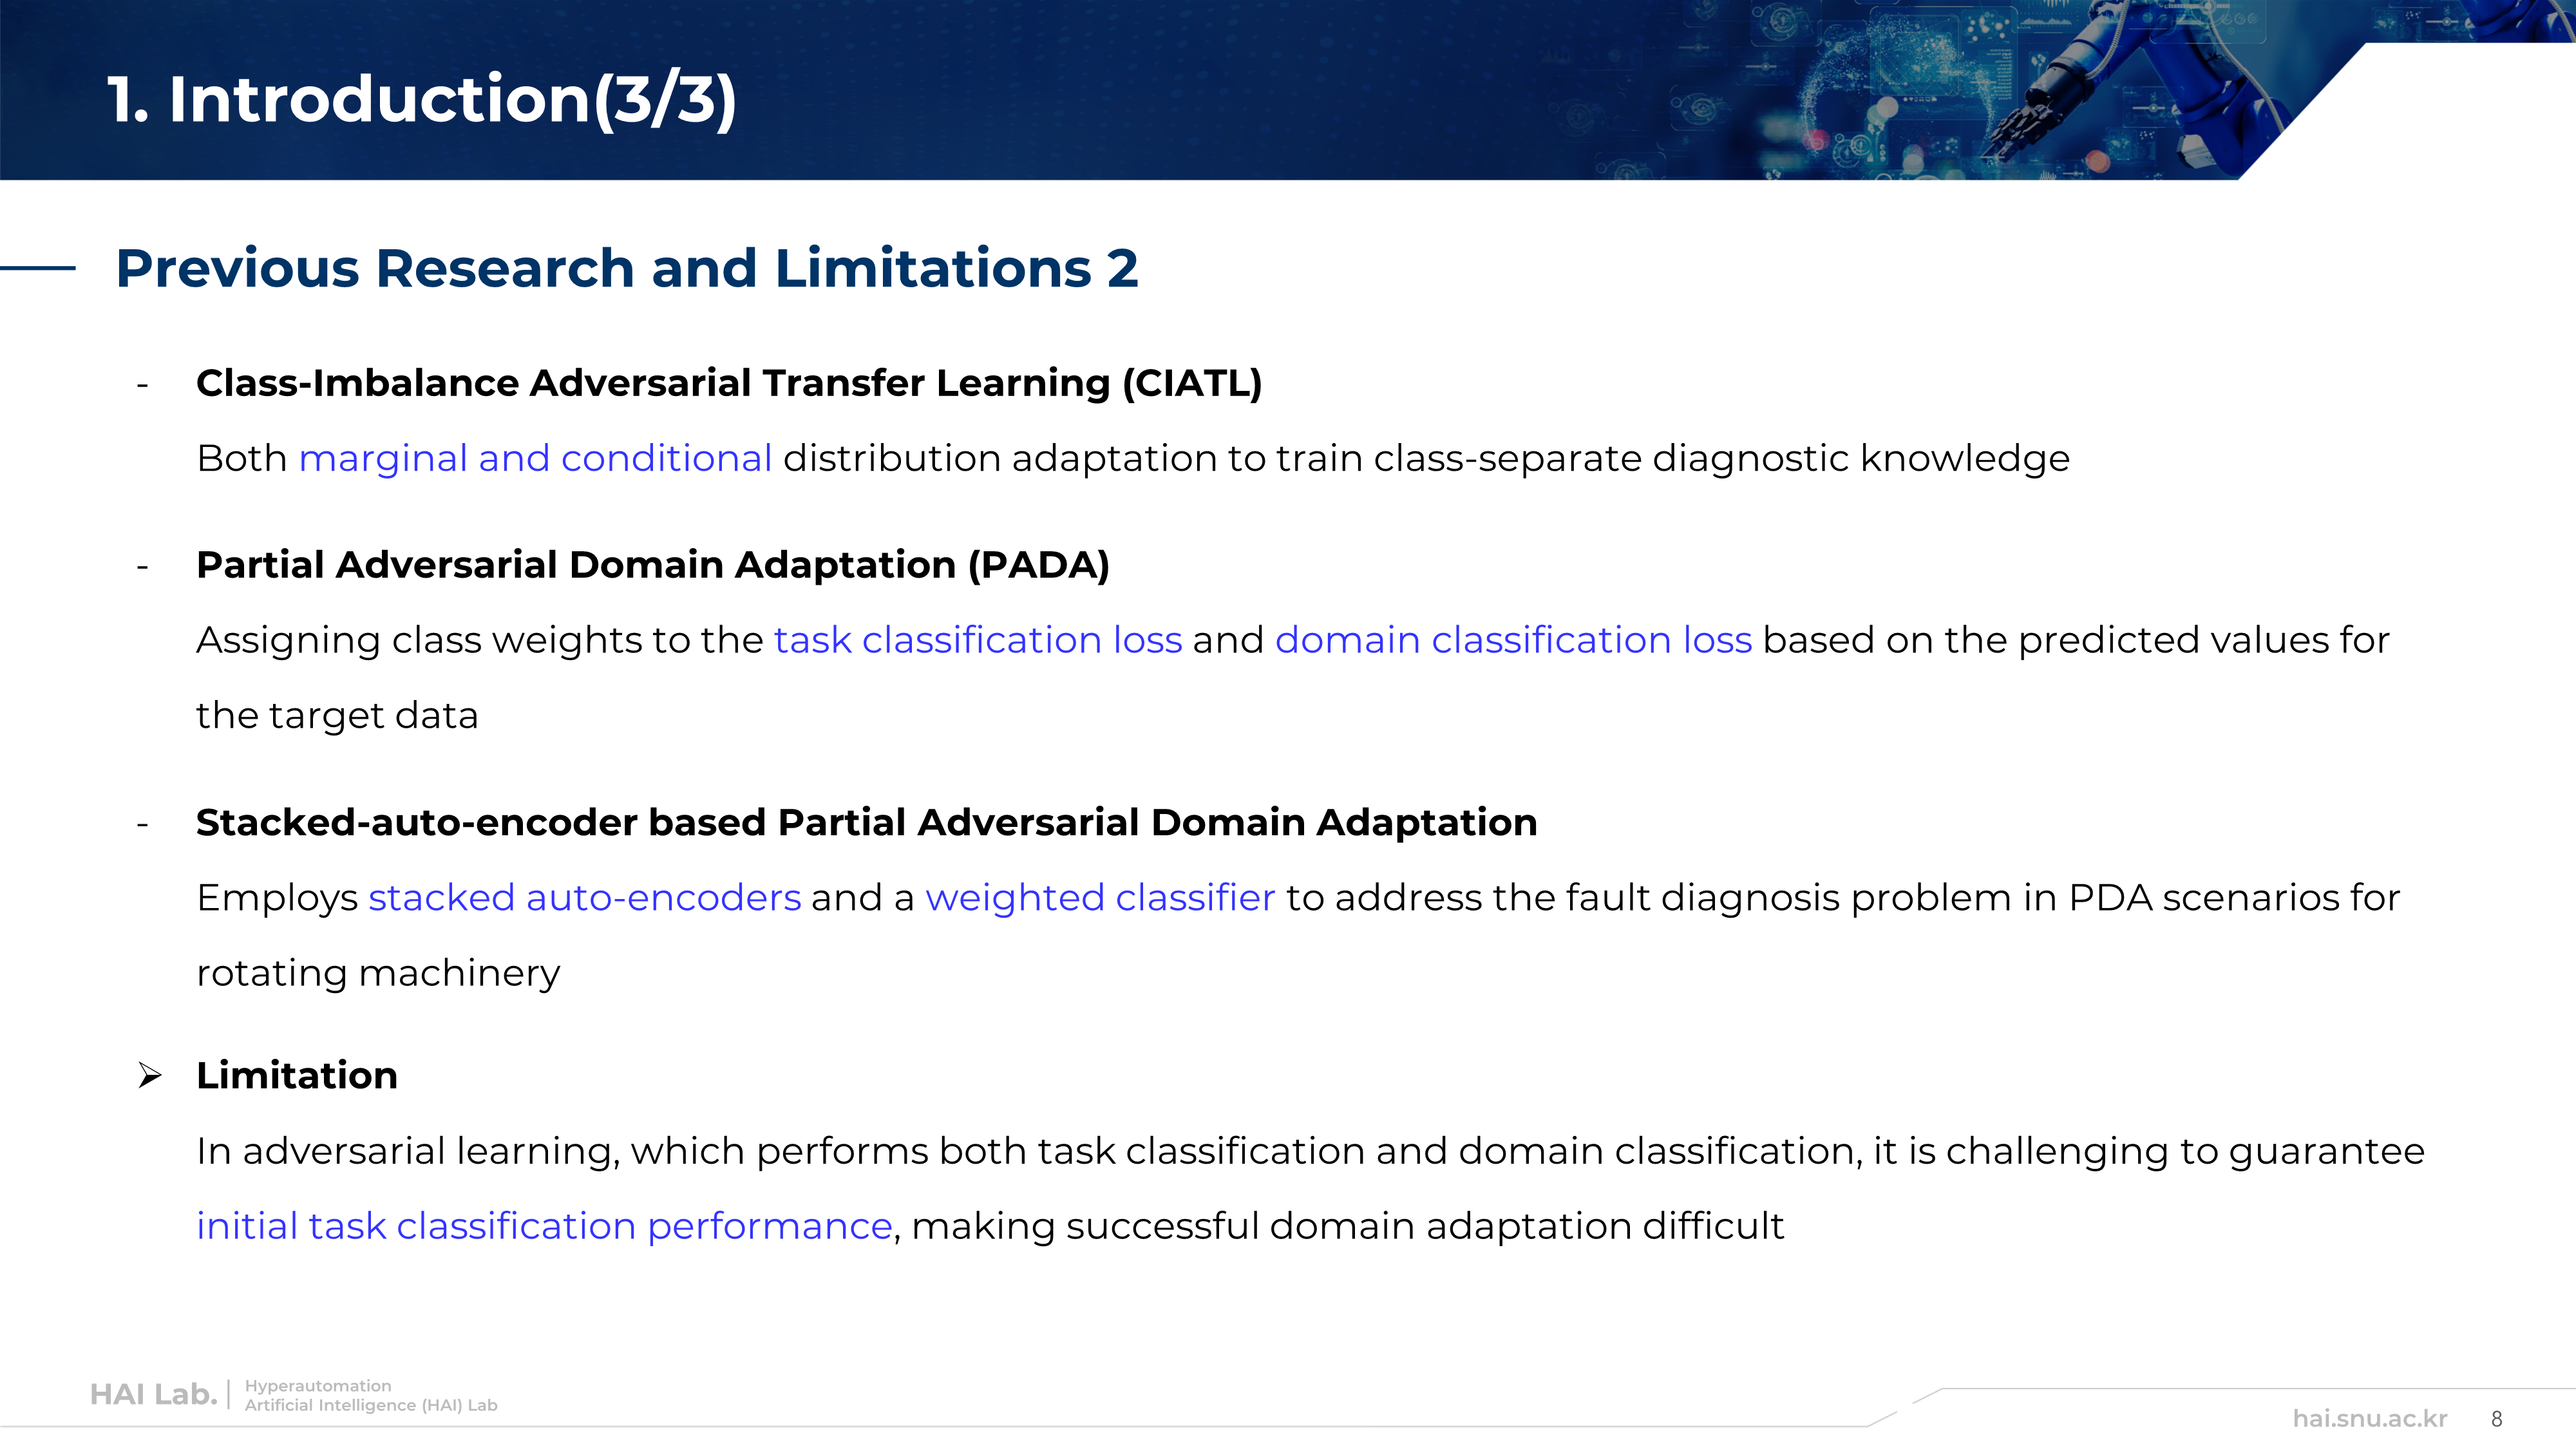 1. Introduction(3/3)
Previous Research and Limitations 2
- Class-Imbalance Adversarial Transfer Learning (CIATL)
Both marginal and conditional distribution adaptation to train class-separate diagnostic knowledge
- Partial Adversarial Domain Adaptation (PADA)
Assigning class weights to the task classification loss and domain classification loss based on the predicted values for
the target data
- Stacked-auto-encoder based Partial Adversarial Domain Adaptation
Employs stacked auto-encoders and a weighted classifier to address the fault diagnosis problem in PDA scenarios for
rotating machinery
➢ Limitation
In adversarial learning, which performs both task classification and domain classification, it is challenging to guarantee
initial task classification performance, making successful domain adaptation difficult
HAI Lab.
Hyperautomation
Artificial Intelligence (HAI) Lab
hai.snu.ac.kr
8